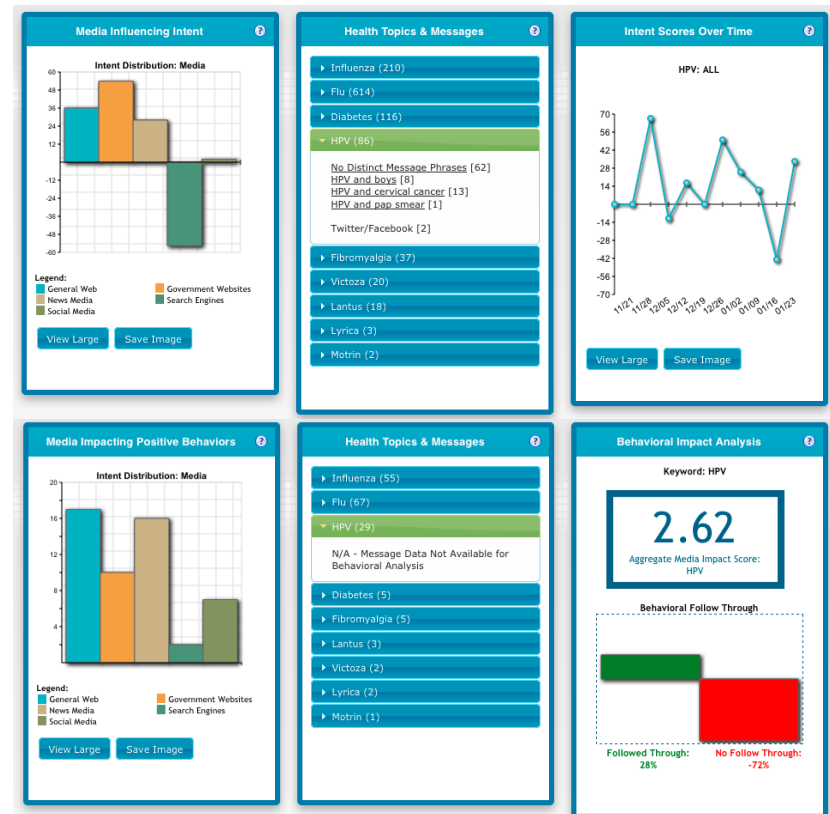 Media Influencing Intent ?
Intent Distribution: Media
60
48
36
24
12
-12
-24
-36
-48
-60
Legend:
General Web
Government Websites
News Media
Search Engines
Social Media
View Large
Save Image
Health Topics & Messages ?
Influenza (210)
Flu (614)
Diabetes (116)
HPV (86)
No Distinct Message Phrases [62]
HPV and boys [8]
HPV and cervical cancer [13]
HPV and pap smear [1]
Twitter/Facebook [2]
Fibromyalgia (37)
Victoza (20)
Lantus (18)
Lyrica (3)
Motrin (2)
Intent Scores Over Time ?
HPV: ALL
70
56
42
28
14
-14
-28
-42
-56
-70
11/21
11/28
12/05
12/12
12/19
12/26
01/02
01/09
01/16
01/23
View Large
Save Image
Media Impacting Positive Behaviors ?
Intent Distribution: Media
20
16
12
8
4
Legend:
General Web
Government Websites
News Media
Search Engines
Social Media
View Large
Save Image
Health Topics & Messages ?
Influenza (55)
Flu (67)
HPV (29)
N/A - Message Data Not Available for
Behavioral Analysis
Diabetes (5)
Fibromyalgia (5)
Lantus (3)
Victoza (2)
Lyrica (2)
Motrin (1)
Behavioral Impact Analysis ?
Keyword: HPV
2.62
Aggregate Media Impact Score:
HPV
Behavioral Follow Through
Followed Through:
28%
No Follow Through:
-72%